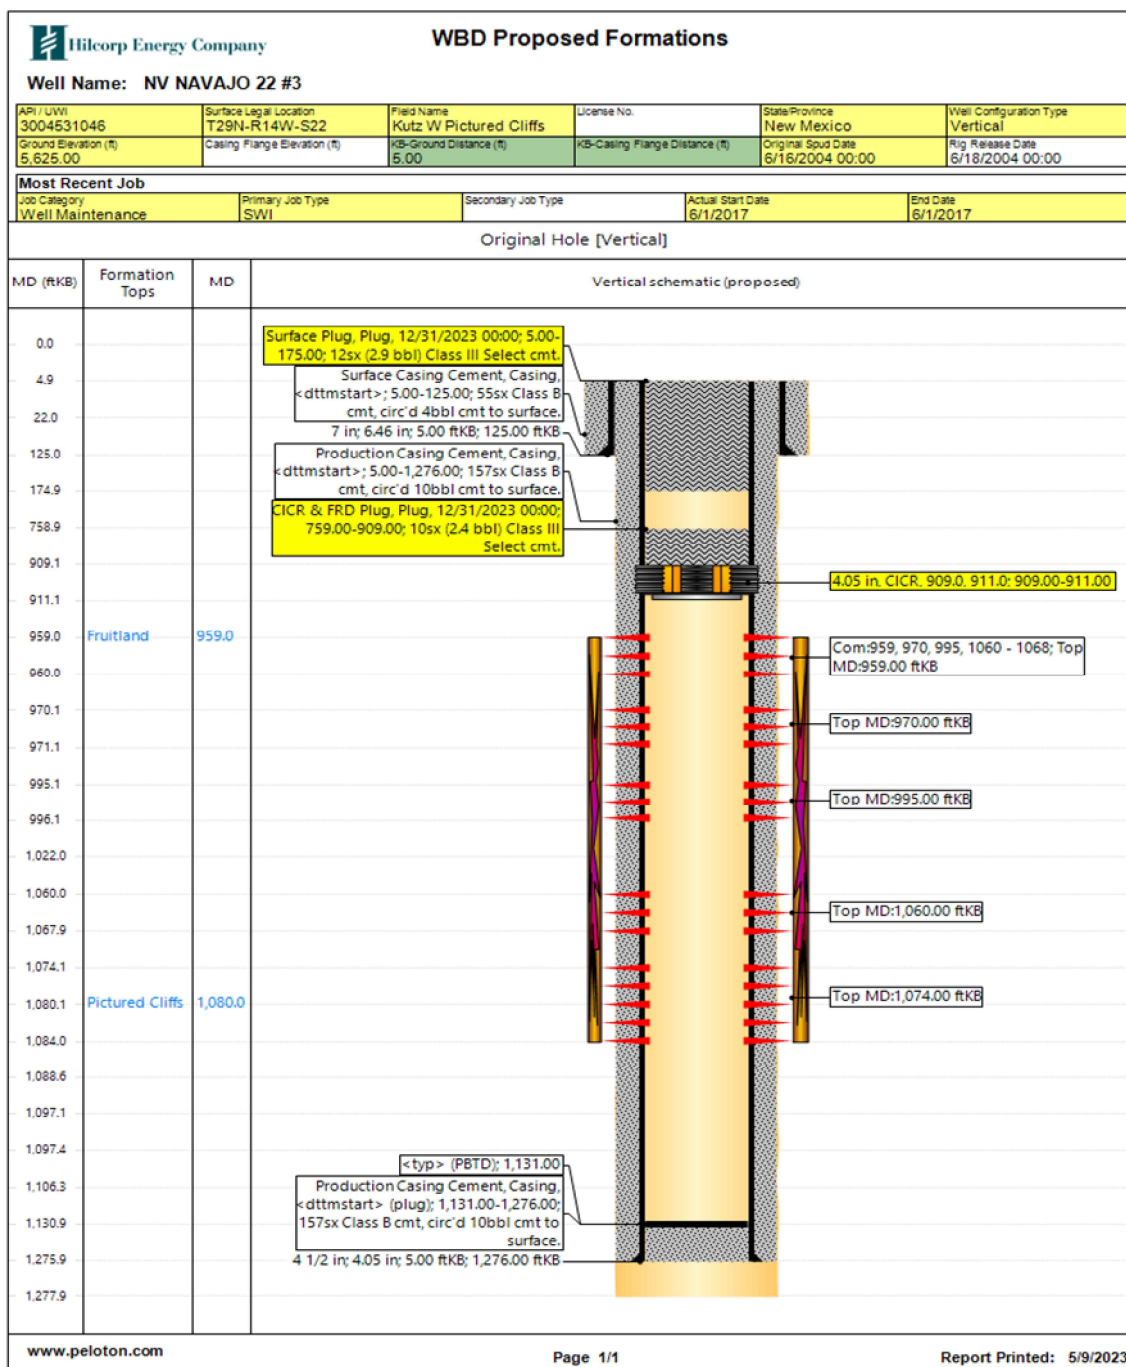 Hilcorp Energy Company
WBD Proposed Formations
Well Name: NV NAVAJO 22 #3
API / UWI
3004531046
Surface Legal Location
T29N-R14W-S22
Field Name
Kutz W Pictured Cliffs
License No.
State/Province
New Mexico
Well Configuration Type
Vertical
Ground Elevation (ft)
5,625.00
Casing Flange Elevation (ft)
KB-Ground Distance (ft)
5.00
KB-Casing Flange Distance (ft)
Original Spud Date
6/16/2004 00:00
Rig Release Date
6/18/2004 00:00
Most Recent Job
Job Category
Well Maintenance
Primary Job Type
SWI
Secondary Job Type
Actual Start Date
6/1/2017
End Date
6/1/2017
Original Hole [Vertical]
MD (ftKB)
Formation
Tops
MD
Vertical schematic (proposed)
0.0
4.9
22.0
125.0
174.9
758.9
909.1
911.1
959.0
Fruitland
959.0
960.0
970.1
971.1
995.1
996.1
1,022.0
1,060.0
1,067.9
1,074.1
1,080.1
Pictured Cliffs
1,080.0
1,084.0
1,088.6
1,097.1
1,097.4
1,106.3
1,130.9
1,275.9
1,277.9
Surface Plug, Plug, 12/31/2023 00:00; 5.00-
175.00; 12sx (2.9 bbl) Class III Select cmt.
Surface Casing Cement, Casing,
<dttmstart>; 5.00-125.00; 55sx Class B
cmt, circ'd 4bbl cmt to surface.
7 in; 6.46 in; 5.00 ftKB; 125.00 ftKB
Production Casing Cement, Casing,
<dttmstart>; 5.00-1,276.00; 157sx Class B
cmt, circ'd 10bbl cmt to surface.
CICR & FRD Plug, Plug, 12/31/2023 00:00;
759.00-909.00; 10sx (2.4 bbl) Class III
Select cmt.
4.05 in, CICR, 909.0, 911.0; 909.00-911.00
Com:959, 970, 995, 1060 - 1068; Top
MD:959.00 ftKB
Top MD:970.00 ftKB
Top MD:995.00 ftKB
Top MD:1,060.00 ftKB
Top MD:1,074.00 ftKB
<typ> (PBTD); 1,131.00
Production Casing Cement, Casing,
<dttmstart> (plug); 1,131.00-1,276.00;
157sx Class B cmt, circ'd 10bbl cmt to
surface.
4 1/2 in; 4.05 in; 5.00 ftKB; 1,276.00 ftKB
www.peloton.com
Page 1/1
Report Printed: 5/9/2023